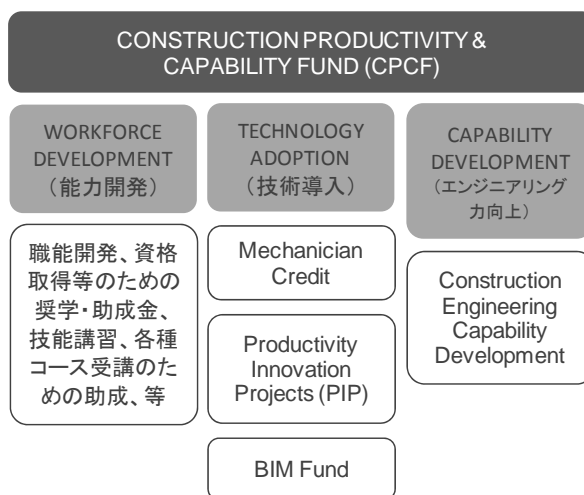 CONSTRUCTION PRODUCTIVITY &
CAPABILITY FUND (CPCF)
WORKFORCE
DEVELOPMENT
（能力開発）
職能開発、資格
取得等のための
奨学・助成金、
技能講習、各種
コース受講のた
めの助成、等
TECHNOLOGY
ADOPTION
（技術導入）
Mechanician
Credit
Productivity
Innovation
Projects (PIP)
BIM Fund
CAPABILITY
DEVELOPMENT
（エンジニアリング
力向上）
Construction
Engineering
Capability
Development